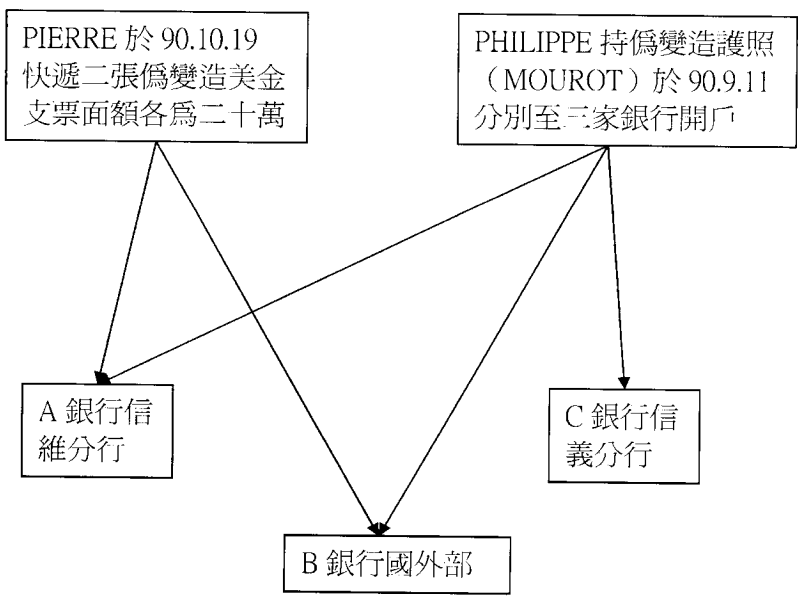 PIERRE 於 90.10.19
快遞二張偽變造美金
支票面額各為二十萬
PHILIPPE 持偽變造護照
（MOUROT）於 90.9.11
分別至三家銀行開戶
A 銀行信
維分行
C 銀行信
義分行
B 銀行國外部